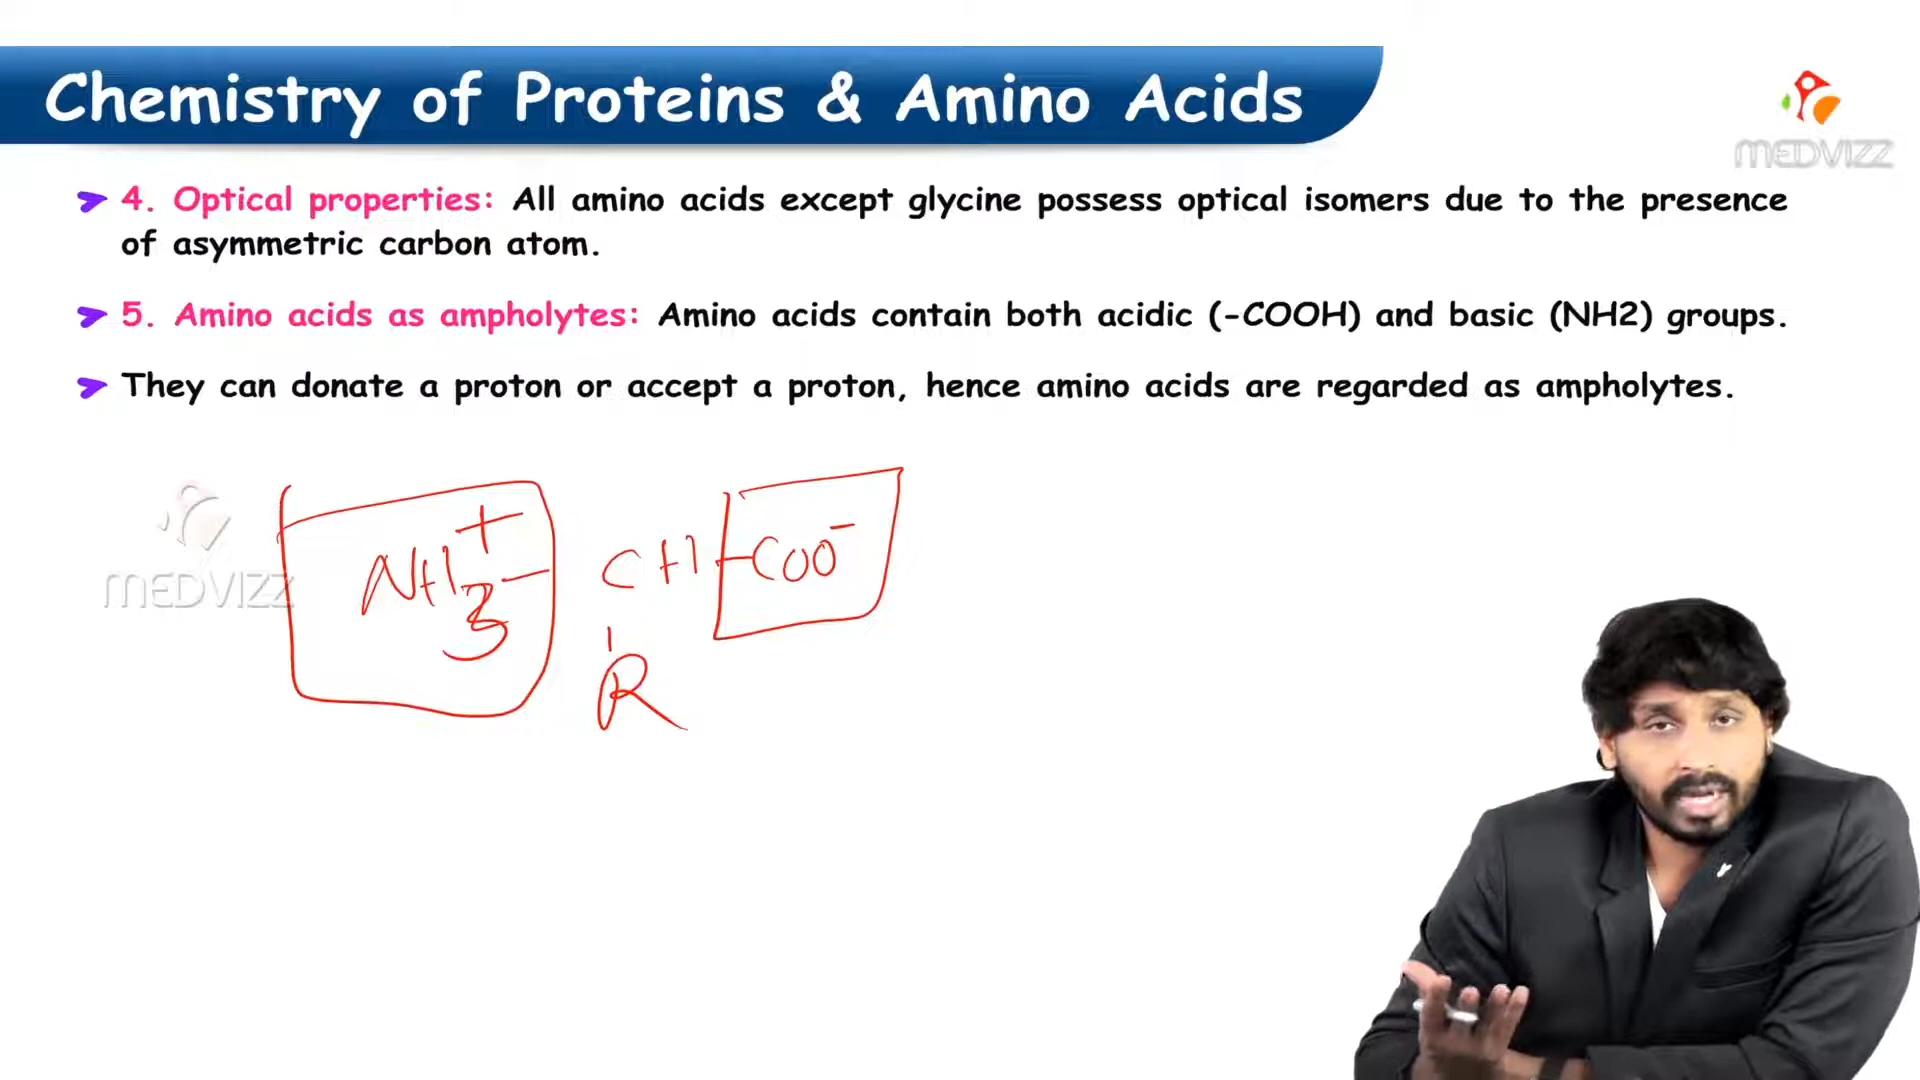 Chemistry of Proteins & Amino Acids
MEDVIZZ
4. Optical properties: All amino acids except glycine possess optical isomers due to the presence
of asymmetric carbon atom.
5. Amino acids as ampholytes: Amino acids contain both acidic (-COOH) and basic (NH2) groups.
They can donate a proton or accept a proton, hence amino acids are regarded as ampholytes.
MEDVIZZ
NH3+ - CH - COO-
R